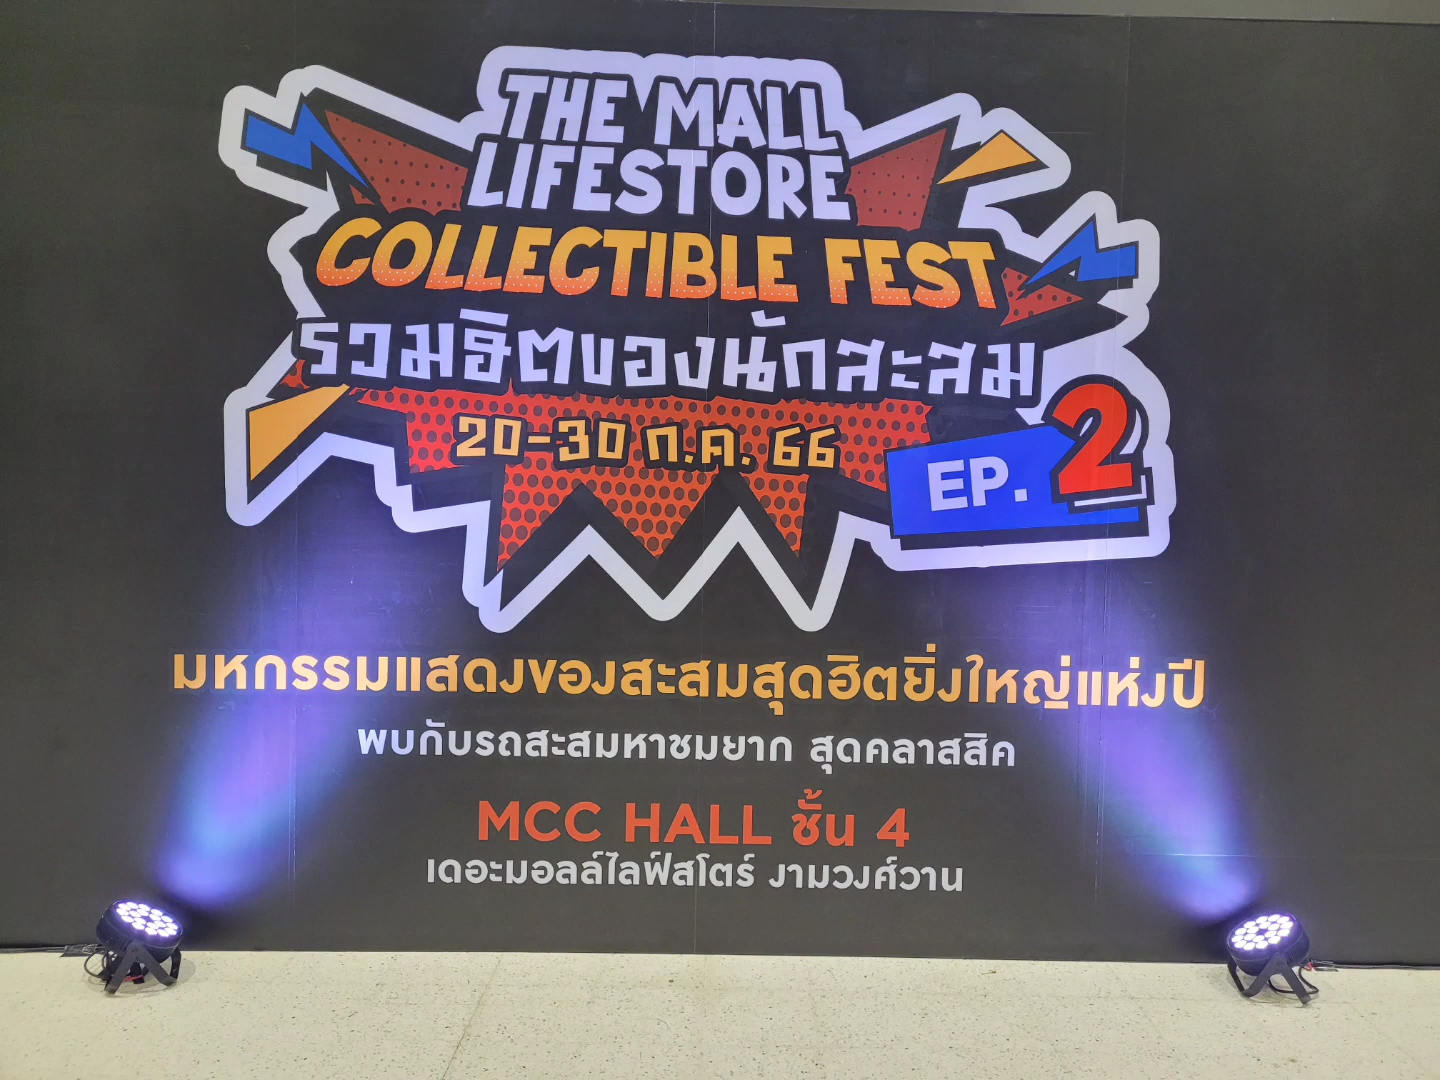 THE MALL
LIFESTORE
COLLECTIBLE FEST
รวมฮิตของนักสะสม
20-30 ก.ค. 66
EP. 2
มหกรรมแสดงของสะสมสุดฮิตยิ่งใหญ่แห่งปี
พบกับรถสะสมหาชมยาก สุดคลาสสิค
MCC HALL ชั้น 4
เดอะมอลล์ไลฟ์สโตร์ งามวงศ์วาน